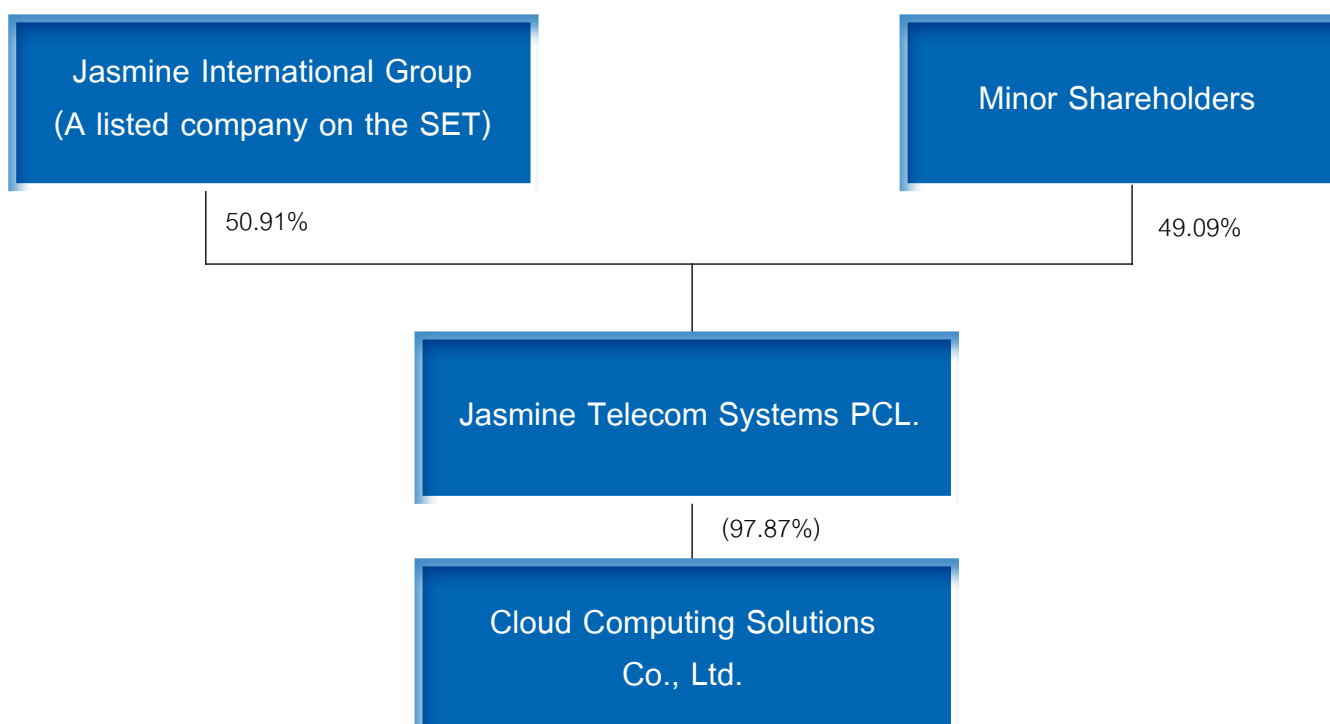 Jasmine International Group
(A listed company on the SET)
Minor Shareholders
50.91%
49.09%
Jasmine Telecom Systems PCL.
(97.87%)
Cloud Computing Solutions
Co., Ltd.